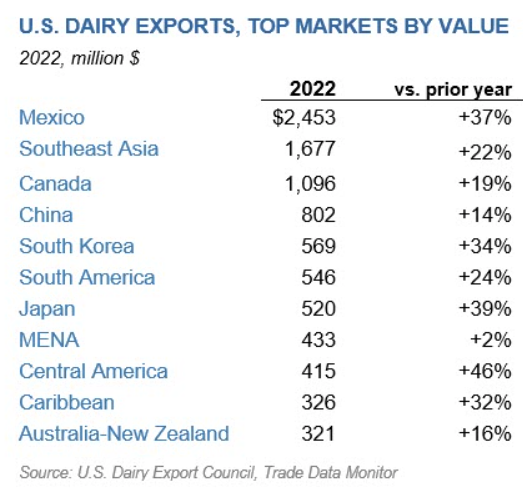 U.S. DAIRY EXPORTS, TOP MARKETS BY VALUE
2022, million $
2022 vs. prior year
Mexico $2,453 +37%
Southeast Asia 1,677 +22%
Canada 1,096 +19%
China 802 +14%
South Korea 569 +34%
South America 546 +24%
Japan 520 +39%
MENA 433 +2%
Central America 415 +46%
Caribbean 326 +32%
Australia-New Zealand 321 +16%
Source: U.S. Dairy Export Council, Trade Data Monitor